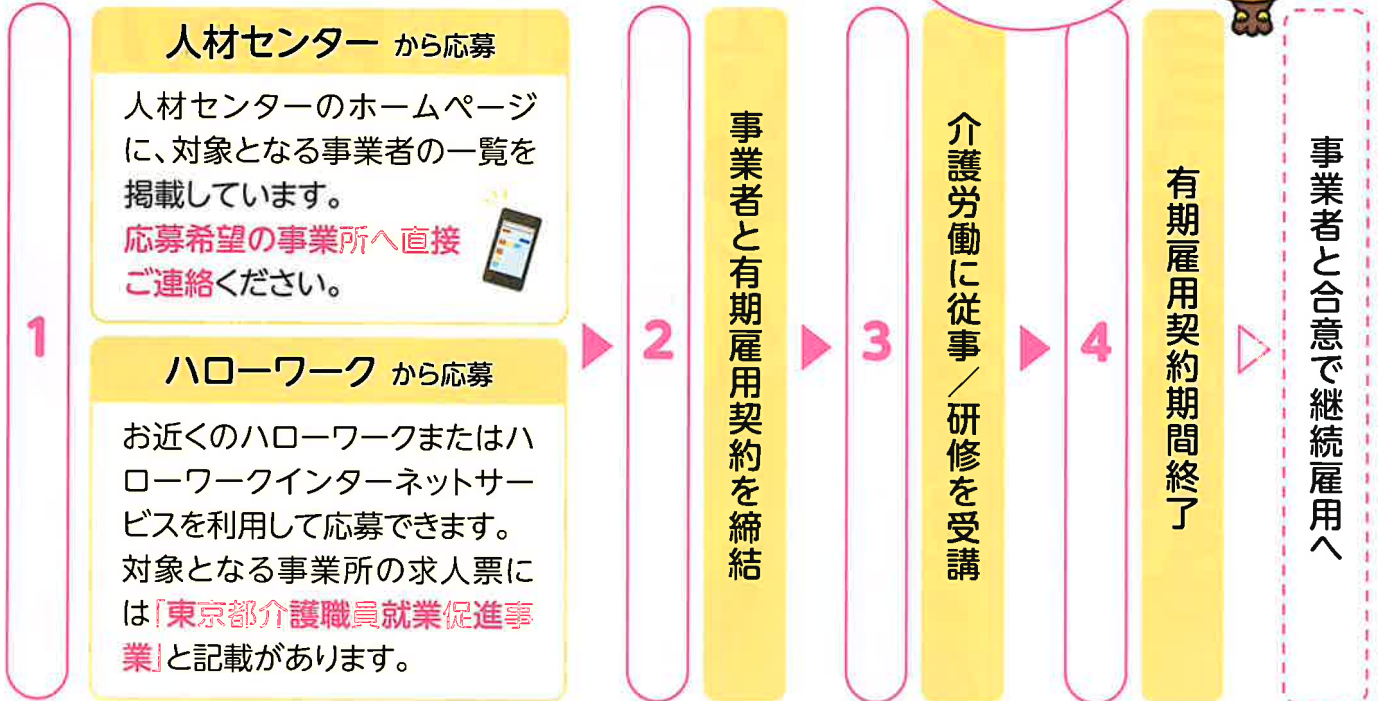 1
人材センター から応募
人材センターのホームページ
に、対象となる事業者の一覧を
掲載しています。
応募希望の事業所へ直接
ご連絡ください。
ハローワーク から応募
お近くのハローワークまたはハ
ローワークインターネットサー
ビスを利用して応募できます。
対象となる事業所の求人票に
は「東京都介護職員就業促進事
業」と記載があります。
2
事業者と有期雇用契約を締結
3
介護労働に従事／研修を受講
4
有期雇用契約期間終了
事業者と合意で継続雇用へ